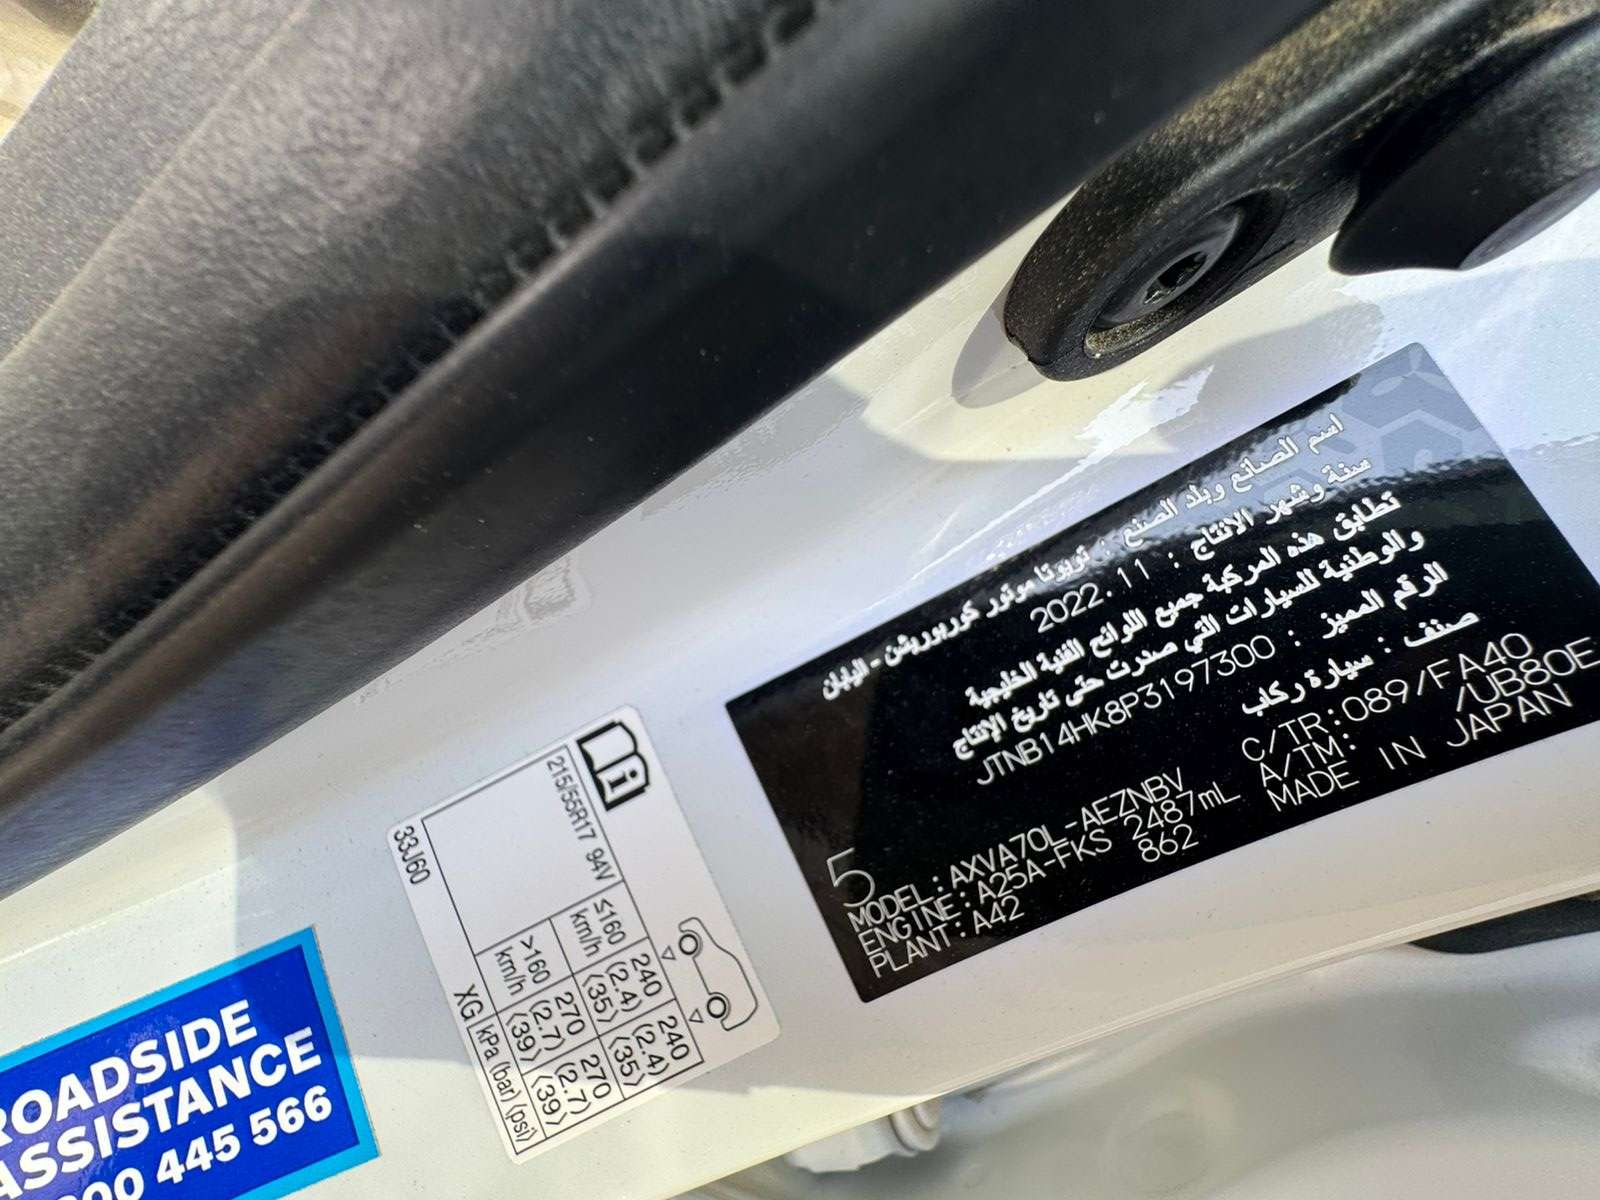 اسم الصانع وبلد الصنع : تويوتا موتور كوربوريشن - اليابان
سنة وشهر الانتاج : 2022.11
تطابق هذه المركبة جميع اللوائح الفنية الخليجية
والوطنية للسيارات التي صدرت حتى تاريخ الإنتاج
الرقم المميز : JTNB14HK8P3197300
صنف : سيارة ركاب
5
MODEL:AXVA70L-AEZNBV C/TR:089/FA40
ENGINE:A25A-FKS 2487mL A/TM: /UB80E
PLANT:A42 862 MADE IN JAPAN
215/55R17 94V
≤160 km/h 240 (2.4) ⟨35⟩ 240 (2.4) ⟨35⟩
>160 km/h 270 (2.7) ⟨39⟩ 270 (2.7) ⟨39⟩
33J60 XG kPa (bar) ⟨psi⟩
ROADSIDE
ASSISTANCE
00 445 566